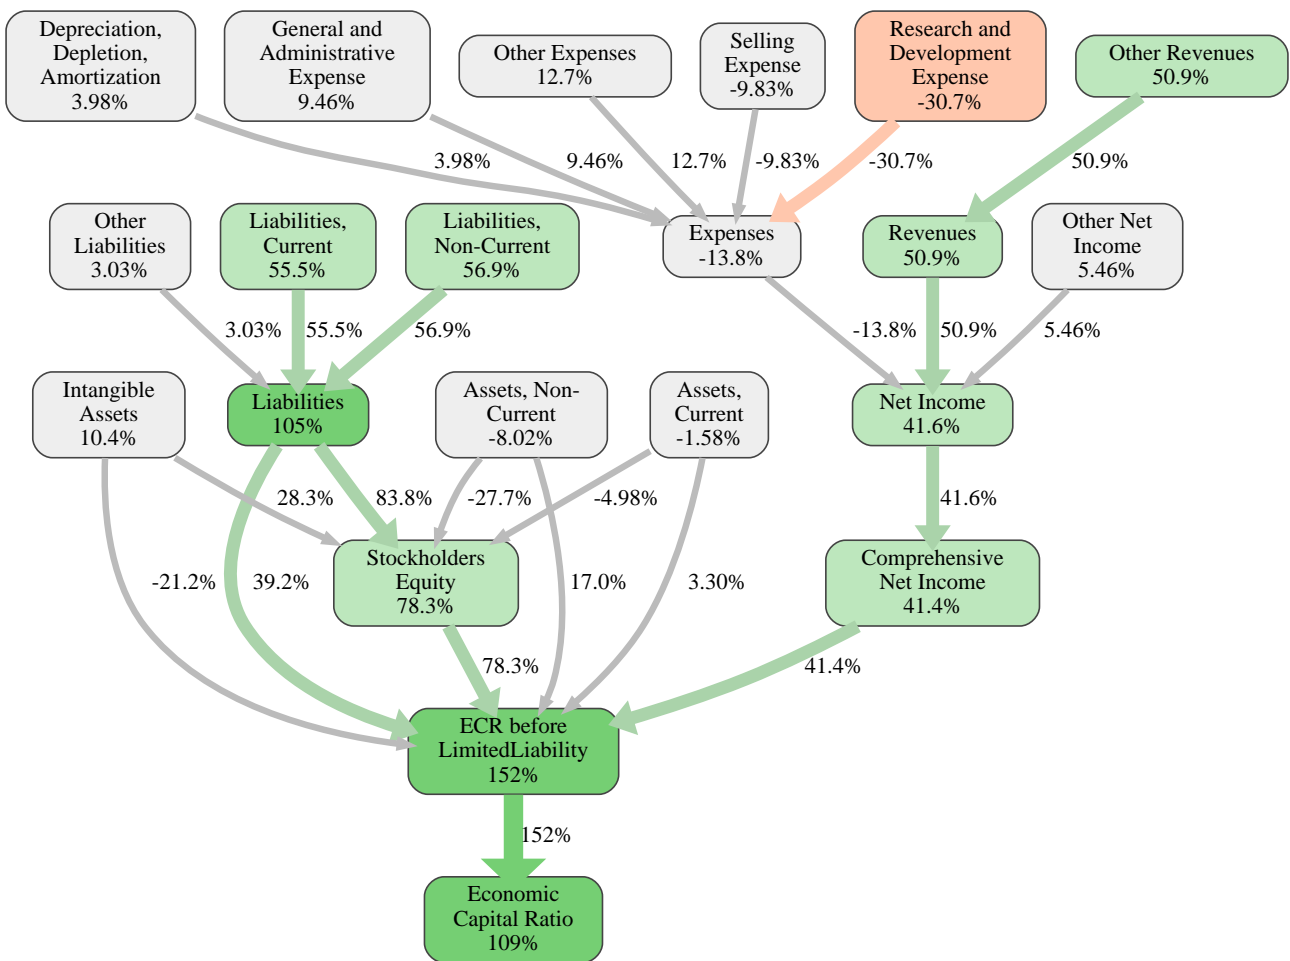 Depreciation,
Depletion,
Amortization
3.98%
General and
Administrative
Expense
9.46%
Other Expenses
12.7%
Selling
Expense
-9.83%
Research and
Development
Expense
-30.7%
Other Revenues
50.9%
3.98%
9.46%
12.7%
-9.83%
-30.7%
50.9%
Other
Liabilities
3.03%
Liabilities,
Current
55.5%
Liabilities,
Non-Current
56.9%
Expenses
-13.8%
Revenues
50.9%
Other Net
Income
5.46%
3.03%
55.5%
56.9%
-13.8%
50.9%
5.46%
Intangible
Assets
10.4%
Liabilities
105%
Assets, Non-
Current
-8.02%
Assets,
Current
-1.58%
Net Income
41.6%
28.3%
83.8%
-27.7%
-4.98%
41.6%
-21.2%
39.2%
Stockholders
Equity
78.3%
17.0%
3.30%
Comprehensive
Net Income
41.4%
78.3%
41.4%
ECR before
LimitedLiability
152%
152%
Economic
Capital Ratio
109%